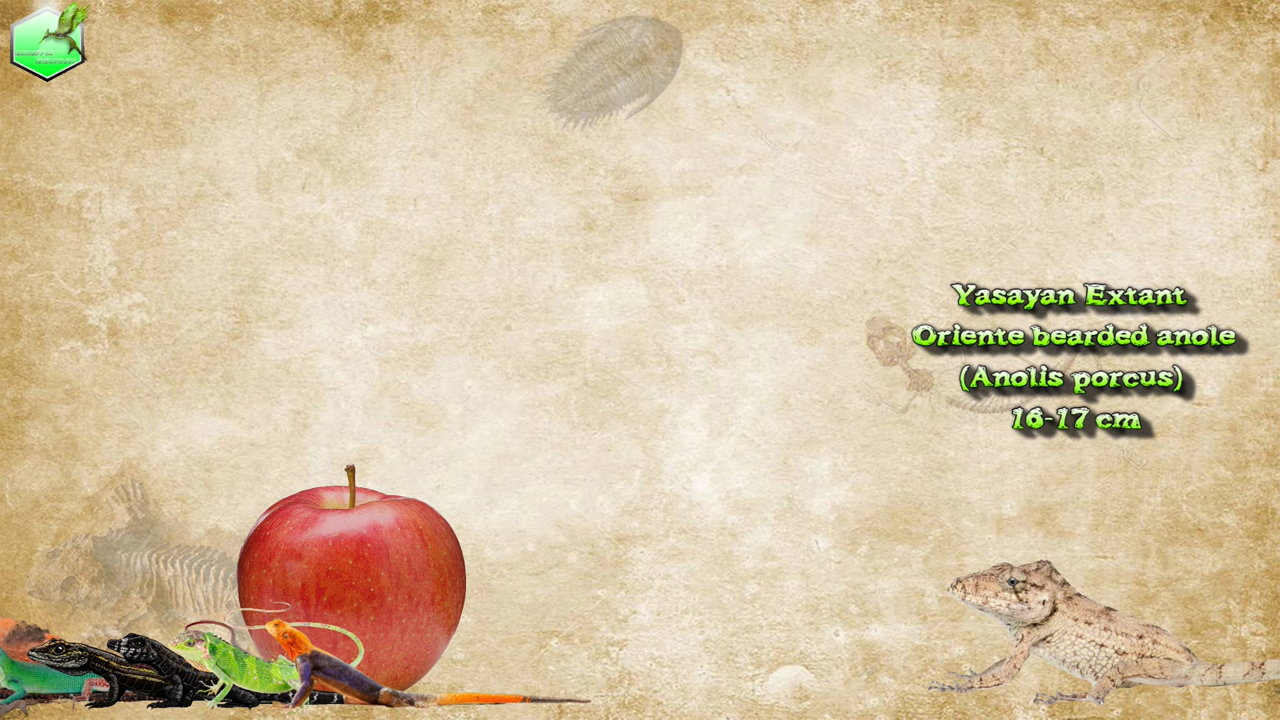 Yasayan Extant
Oriente bearded anole
(Anolis porcus)
16-17 cm